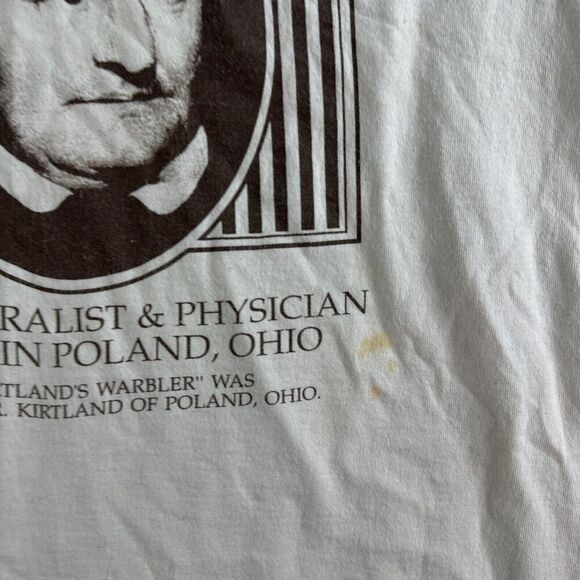 RALIST & PHYSICIAN
IN POLAND, OHIO
TLAND'S WARBLER" WAS
R. KIRTLAND OF POLAND, OHIO.